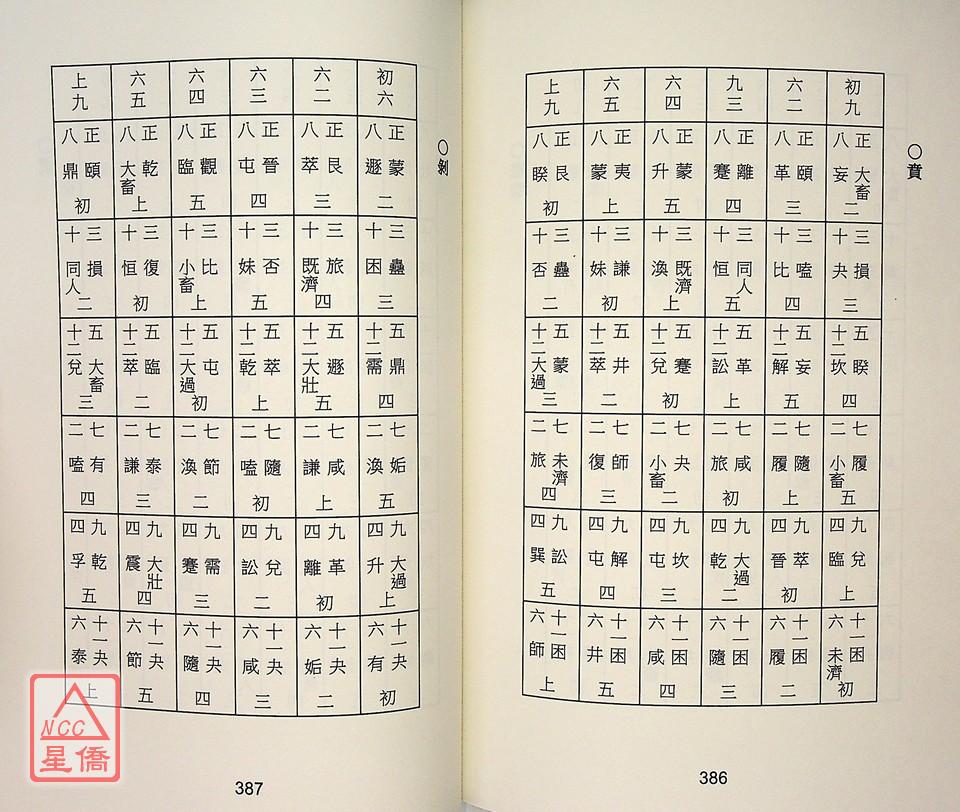 ○賁
初九
正大畜 八妄 二
三損 十夬 三
五睽 十二坎 四
七履 二小畜 五
九兌 四臨 上
十一困 六未濟 初
六二
正頤 八革 三
三嗑 十比 四
五妄 十二解 五
七隨 二履 上
九萃 四晉 初
十一困 六履 二
九三
正離 八蹇 四
三同人 十恒 五
五革 十二訟 上
七咸 二旅 初
九大過 四乾 二
十一困 六隨 三
六四
正蒙 八升 五
三既濟 十渙 上
五蹇 十二兌 初
七夬 二小畜 二
九坎 四屯 三
十一困 六咸 四
六五
正夷 八蒙 上
三謙 十妹 初
五井 十二萃 二
七師 二復 三
九解 四屯 四
十一困 六井 五
上九
正艮 八睽 初
三蠱 十否 二
五蒙 十二大過 三
七未濟 二旅 四
九訟 四巽 五
十一困 六師 上
386
○剝
初六
正蒙 八遯 二
三蠱 十困 三
五鼎 十二需 四
七姤 二渙 五
九大過 四升 上
十一夬 六有 初
六二
正艮 八萃 三
三旅 十既濟 四
五遯 十二大壯 五
七咸 二謙 上
九革 四離 初
十一夬 六姤 二
六三
正晉 八屯 四
三否 十妹 五
五萃 十二乾 上
七隨 二嗑 初
九兌 四訟 二
十一夬 六咸 三
六四
正觀 八臨 五
三比 十小畜 上
五屯 十二大過 初
七節 二渙 二
九需 四蹇 三
十一夬 六隨 四
六五
正乾 八大畜 上
三復 十恒 初
五臨 十二萃 二
七泰 二謙 三
九大壯 四震 四
十一夬 六節 五
上九
正頤 八鼎 初
三損 十同人 二
五大畜 十二兌 三
七有 二嗑 四
九乾 四孚 五
十一夬 六泰 上
387
NCC
星僑